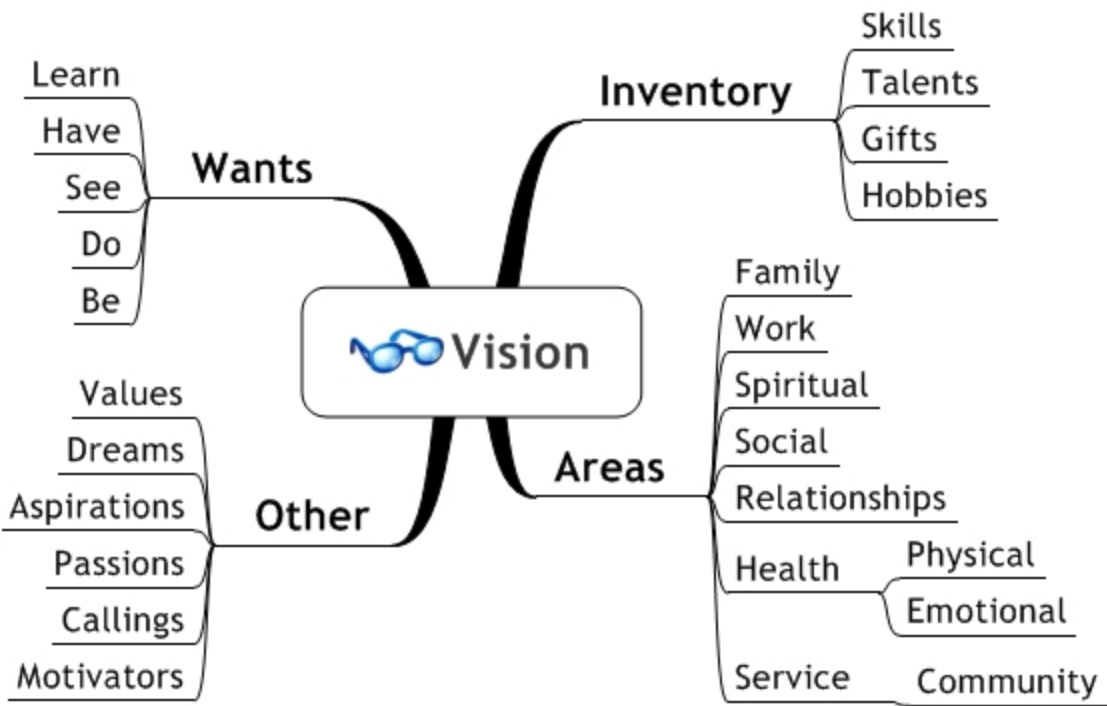 Vision
Inventory
Skills
Talents
Gifts
Hobbies
Areas
Family
Work
Spiritual
Social
Relationships
Health
Physical
Emotional
Service
Community
Wants
Learn
Have
See
Do
Be
Other
Values
Dreams
Aspirations
Passions
Callings
Motivators